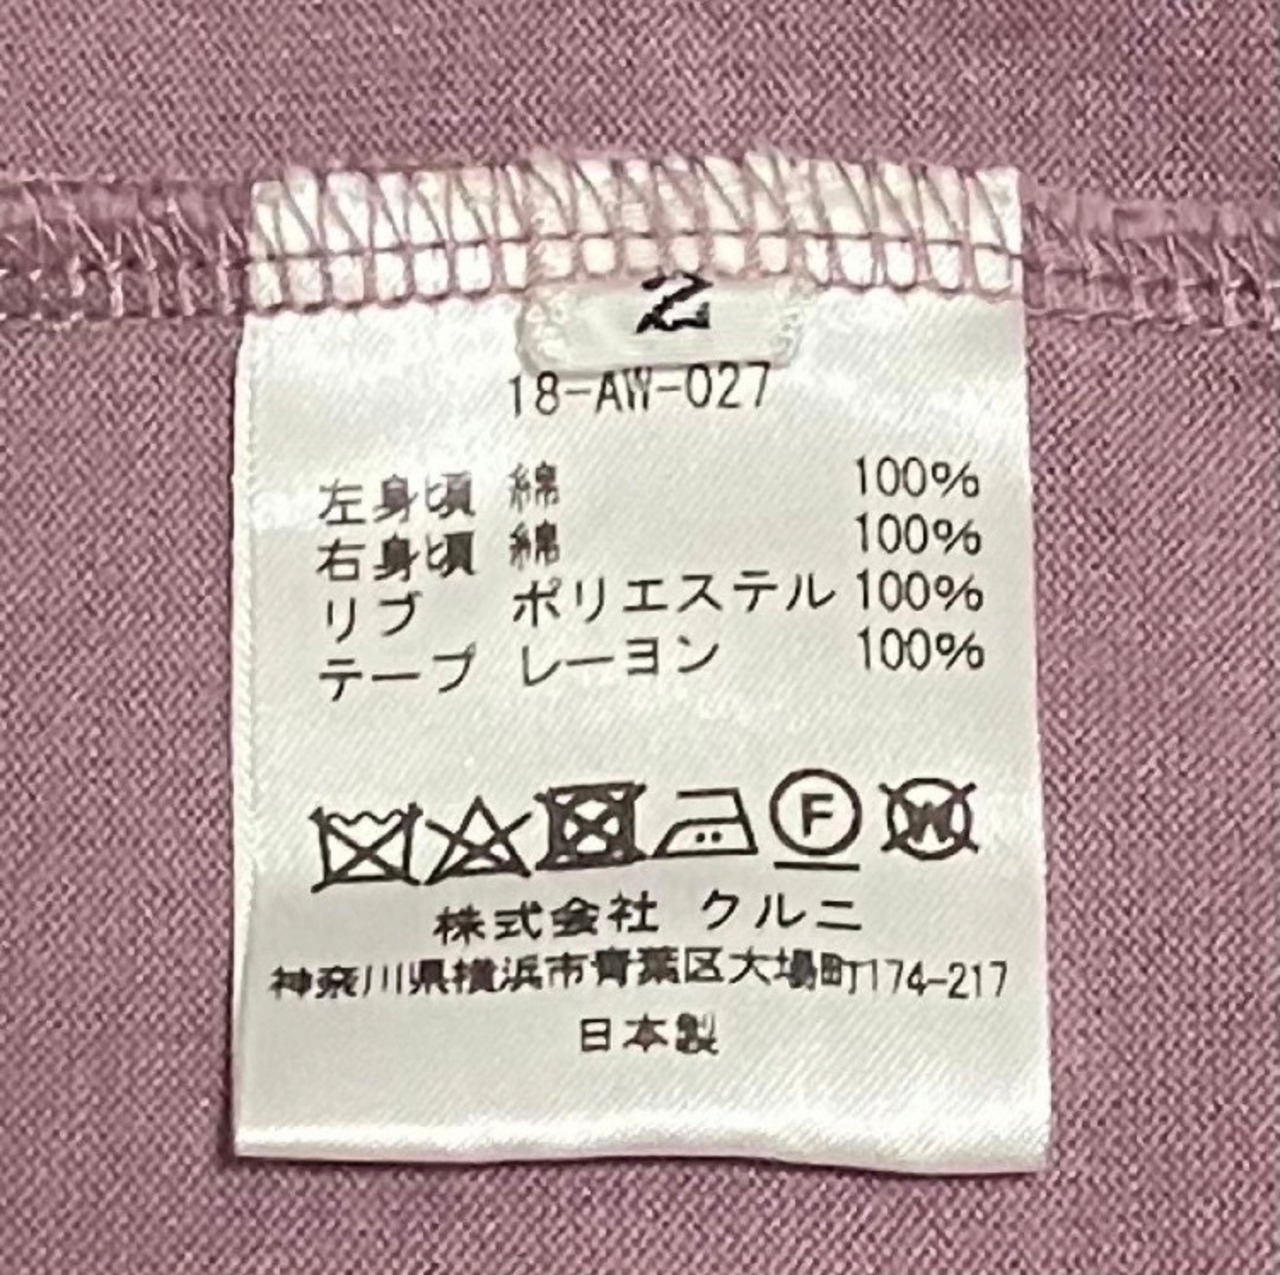 2
18-AW-027
左身頃 綿 100%
右身頃 綿 100%
リブ ポリエステル 100%
テープ レーヨン 100%
F W
株式会社 クルニ
神奈川県横浜市青葉区大場町174-217
日本製